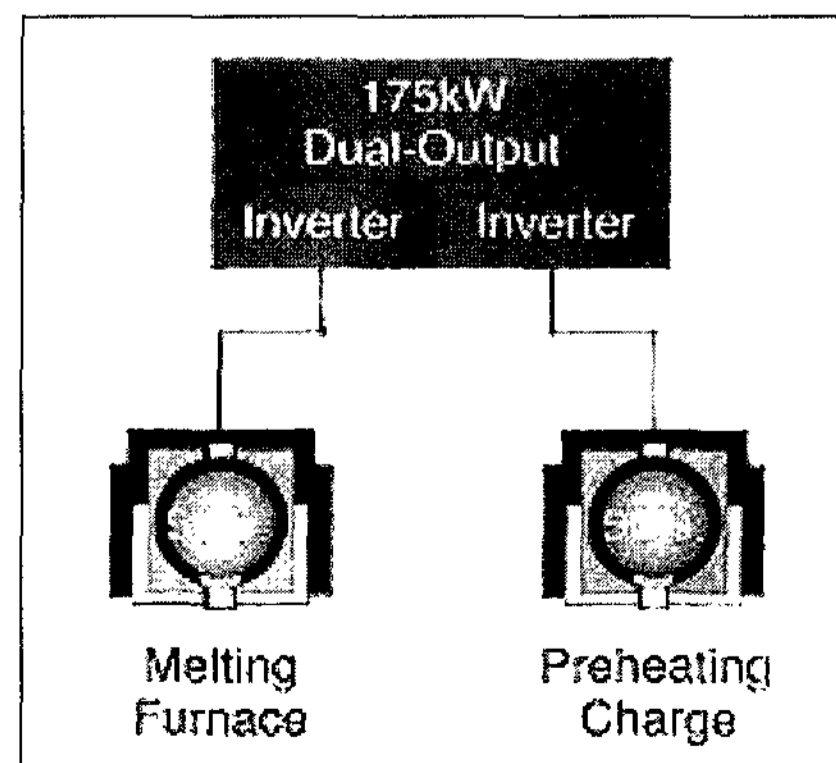 175kW
Dual-Output
Inverter Inverter
Melting
Furnace
Preheating
Charge